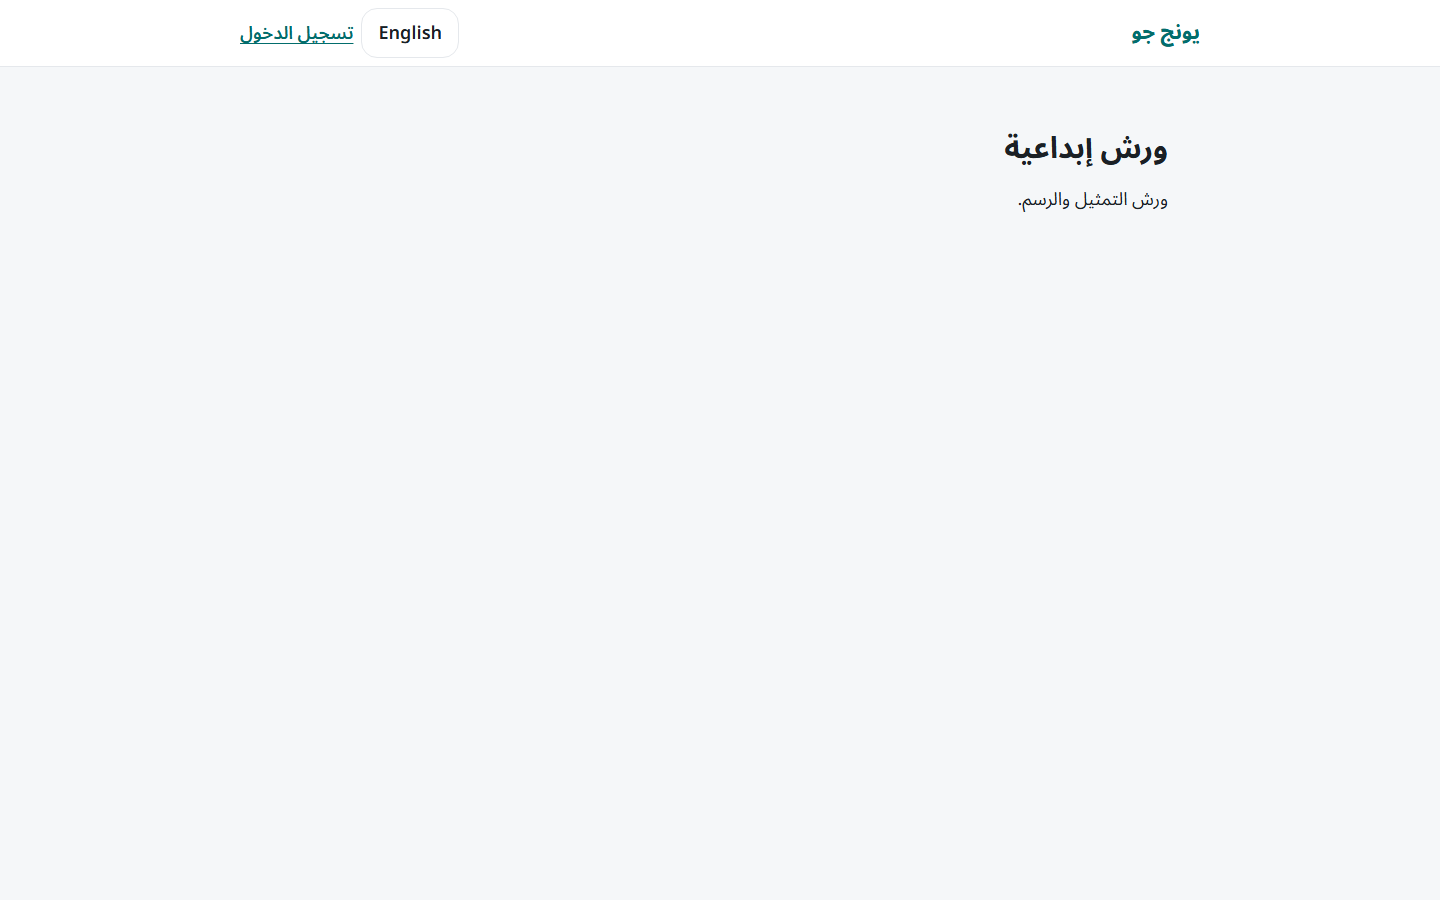 يونج جو
English
تسجيل الدخول
ورش إبداعية
ورش التمثيل والرسم.